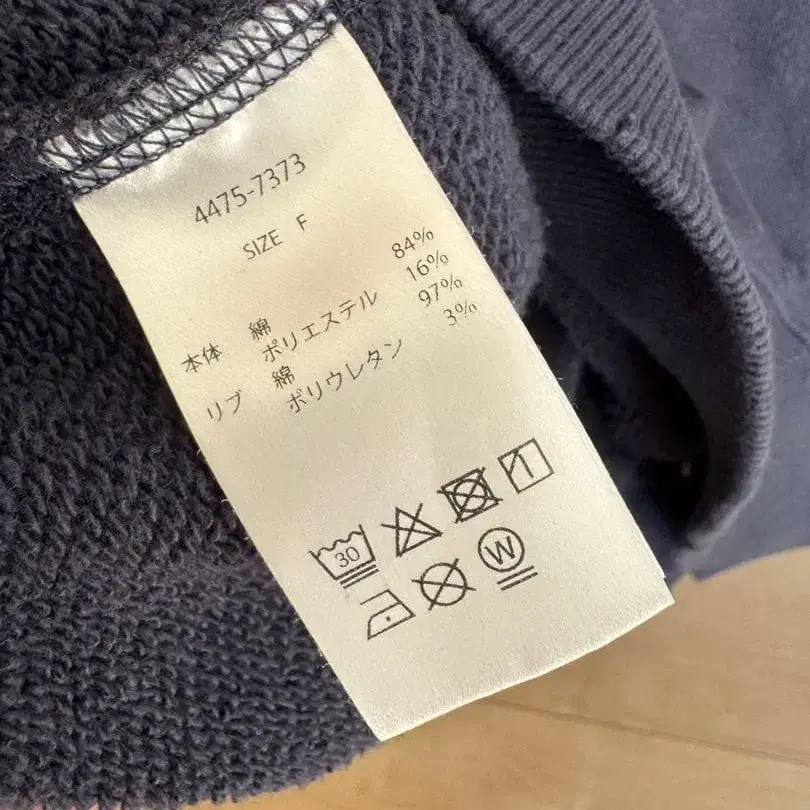 4475-7373
SIZE F
本体 綿 84%
ポリエステル 16%
リブ 綿 97%
ポリウレタン 3%
30
W